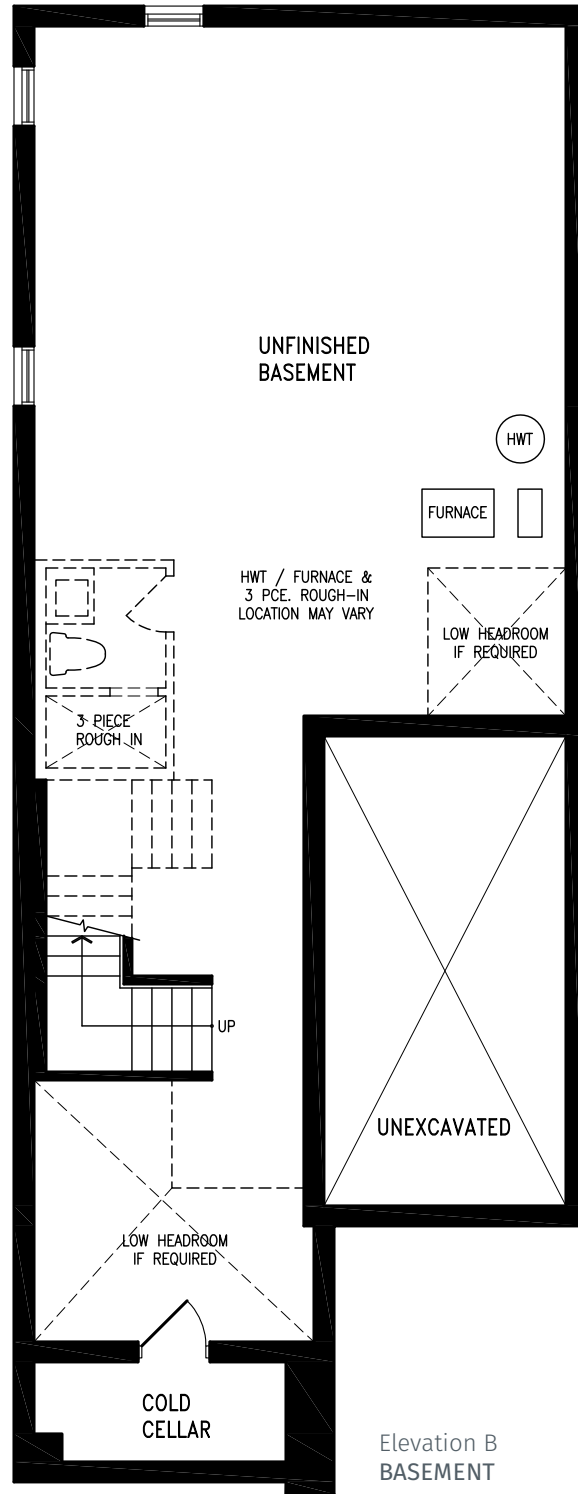 UNFINISHED
BASEMENT
HWT
FURNACE
HWT / FURNACE &
3 PCE. ROUGH-IN
LOCATION MAY VARY
LOW HEADROOM
IF REQUIRED
3 PIECE
ROUGH IN
UP
UNEXCAVATED
LOW HEADROOM
IF REQUIRED
COLD
CELLAR
Elevation B
BASEMENT